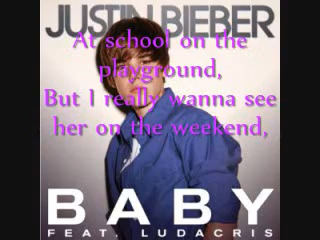 JUSTIN BIEBER
At school on the
playground,
But I really wanna see
her on the weekend,
BABY
FEAT. LUDACRIS